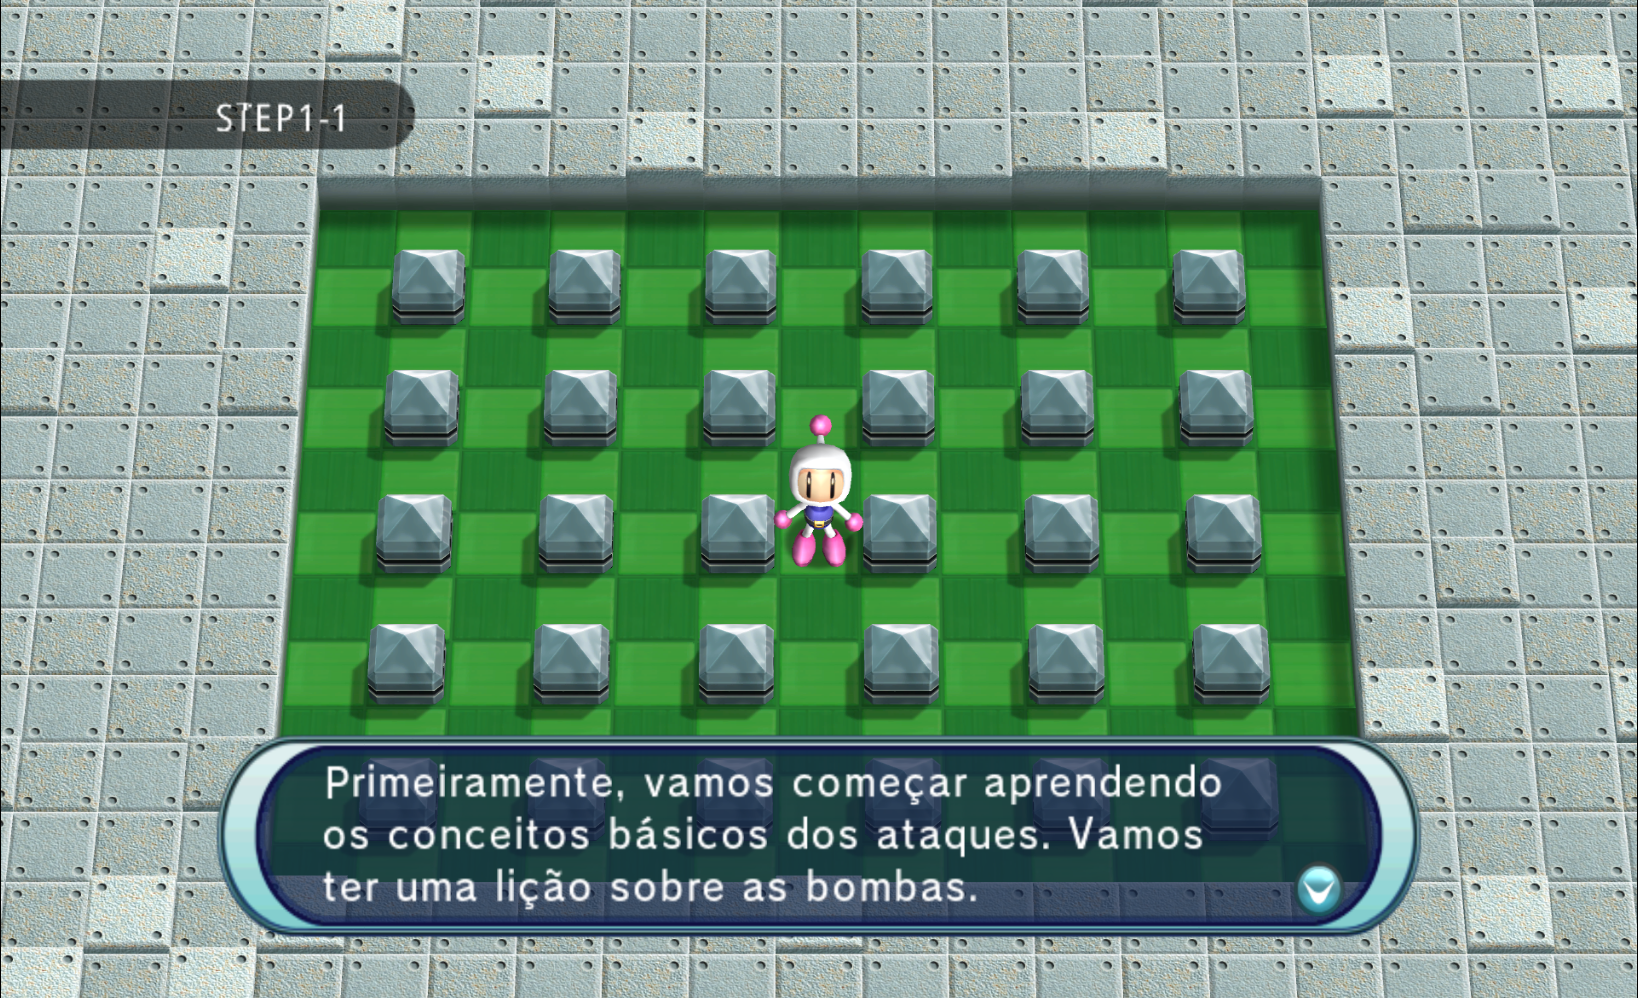 STEP1-1
Primeiramente, vamos começar aprendendo
os conceitos básicos dos ataques. Vamos
ter uma lição sobre as bombas.